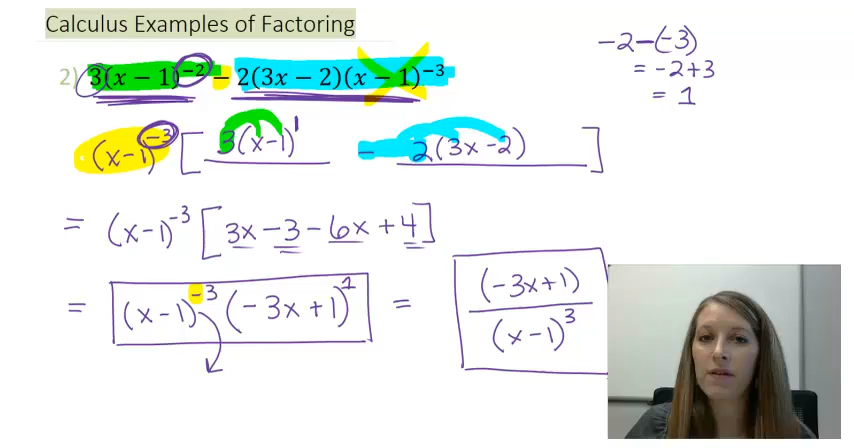 Calculus Examples of Factoring
-2-(-3)
= -2+3
= 1
2) 3(x − 1)⁻² − 2(3x − 2)(x − 1)⁻³
(x-1)⁻³ [ 3(x-1)¹ - 2(3x-2) ]
= (x-1)⁻³ [3x - 3 - 6x + 4]
= (x-1)⁻³ (-3x+1)¹ = (-3x+1)
(x-1)³